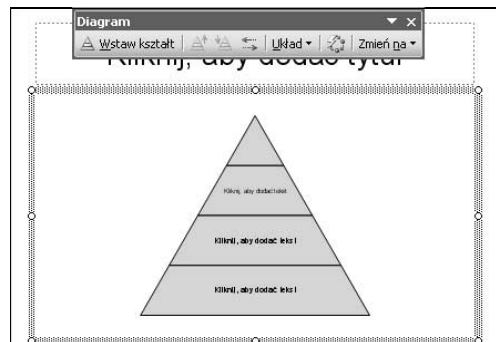 Diagram
Wstaw kształt Układ Zmień na
Kliknij, aby dodać tytuł
Kliknij, aby dodać tekst
Kliknij, aby dodać tekst
Kliknij, aby dodać tekst